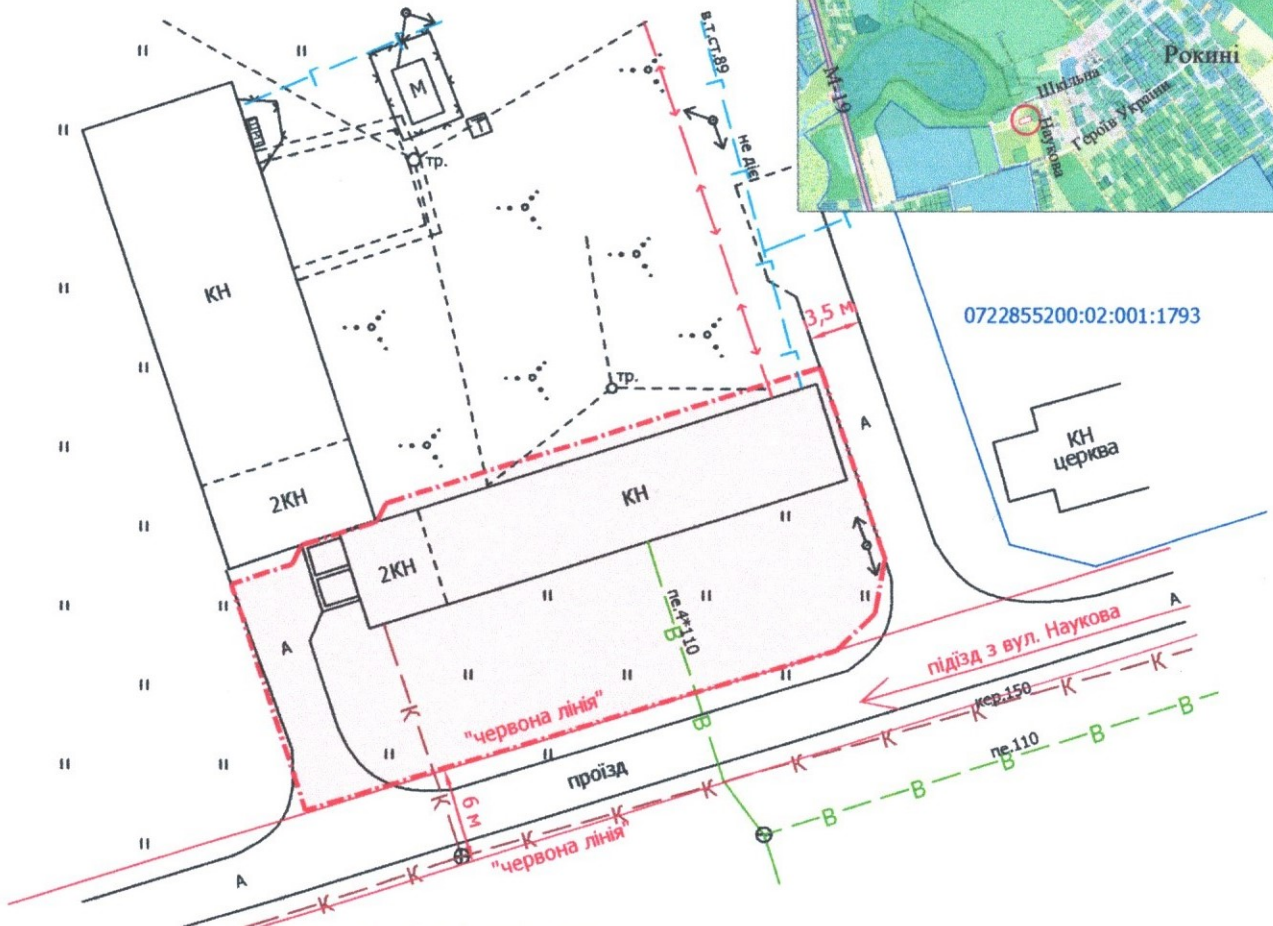 М-19
Рокині
Шкільна
Наукова
Героїв України
в.т.ст.89
не діє
Г
М
Т
тр.
КН
3,5 м
0722855200:02:001:1793
тр.
А
КН
церква
2КН
КН
2КН
А
пе.4*110
В
К
В
К
"червона лінія"
підїзд з вул. Наукова
А
кер.150
К
К
К
К
К
К
К
К
пе.110
В
В
В
В
проїзд
6 м
"червона лінія"
А